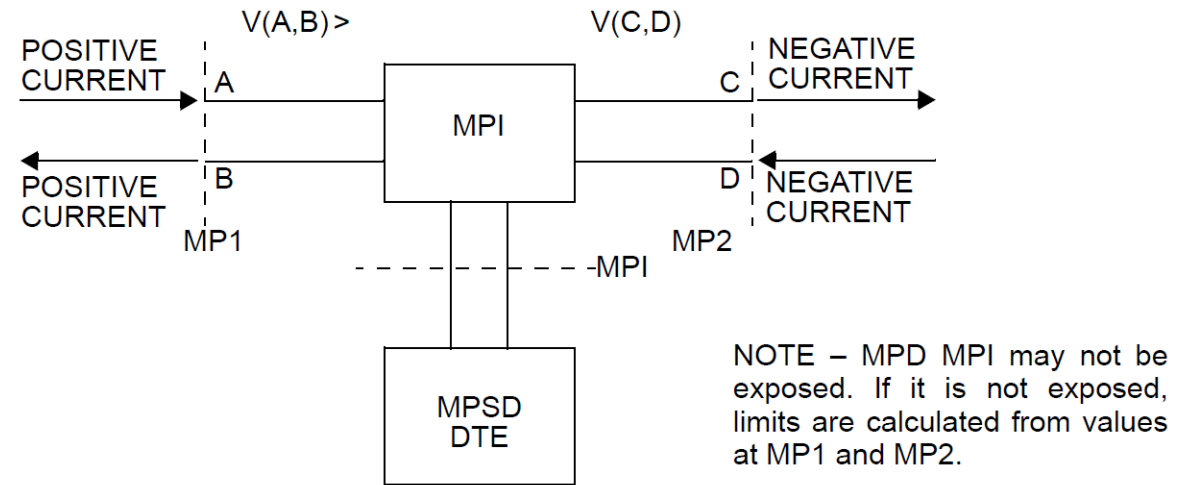 V(A,B) > V(C,D)
POSITIVE
CURRENT
A
MPI
C
NEGATIVE
CURRENT
POSITIVE
CURRENT
B
D
NEGATIVE
CURRENT
MP1
MP2
MPI
MPSD
DTE
NOTE – MPD MPI may not be
exposed. If it is not exposed,
limits are calculated from values
at MP1 and MP2.